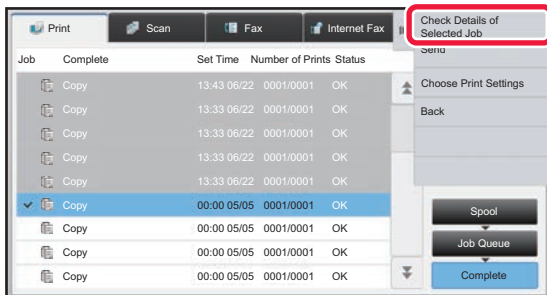 Print Scan Fax Internet Fax
Check Details of
Selected Job
Send
Choose Print Settings
Back
Job Complete Set Time Number of Prints Status
Copy 13:43 06/22 0001/0001 OK
Copy 13:33 06/22 0001/0001 OK
Copy 13:33 06/22 0001/0001 OK
Copy 13:33 06/22 0001/0001 OK
Copy 13:33 06/22 0001/0001 OK
Copy 00:00 05/05 0001/0001 OK
Copy 00:00 05/05 0001/0001 OK
Copy 00:00 05/05 0001/0001 OK
Copy 00:00 05/05 0001/0001 OK
Spool
Job Queue
Complete